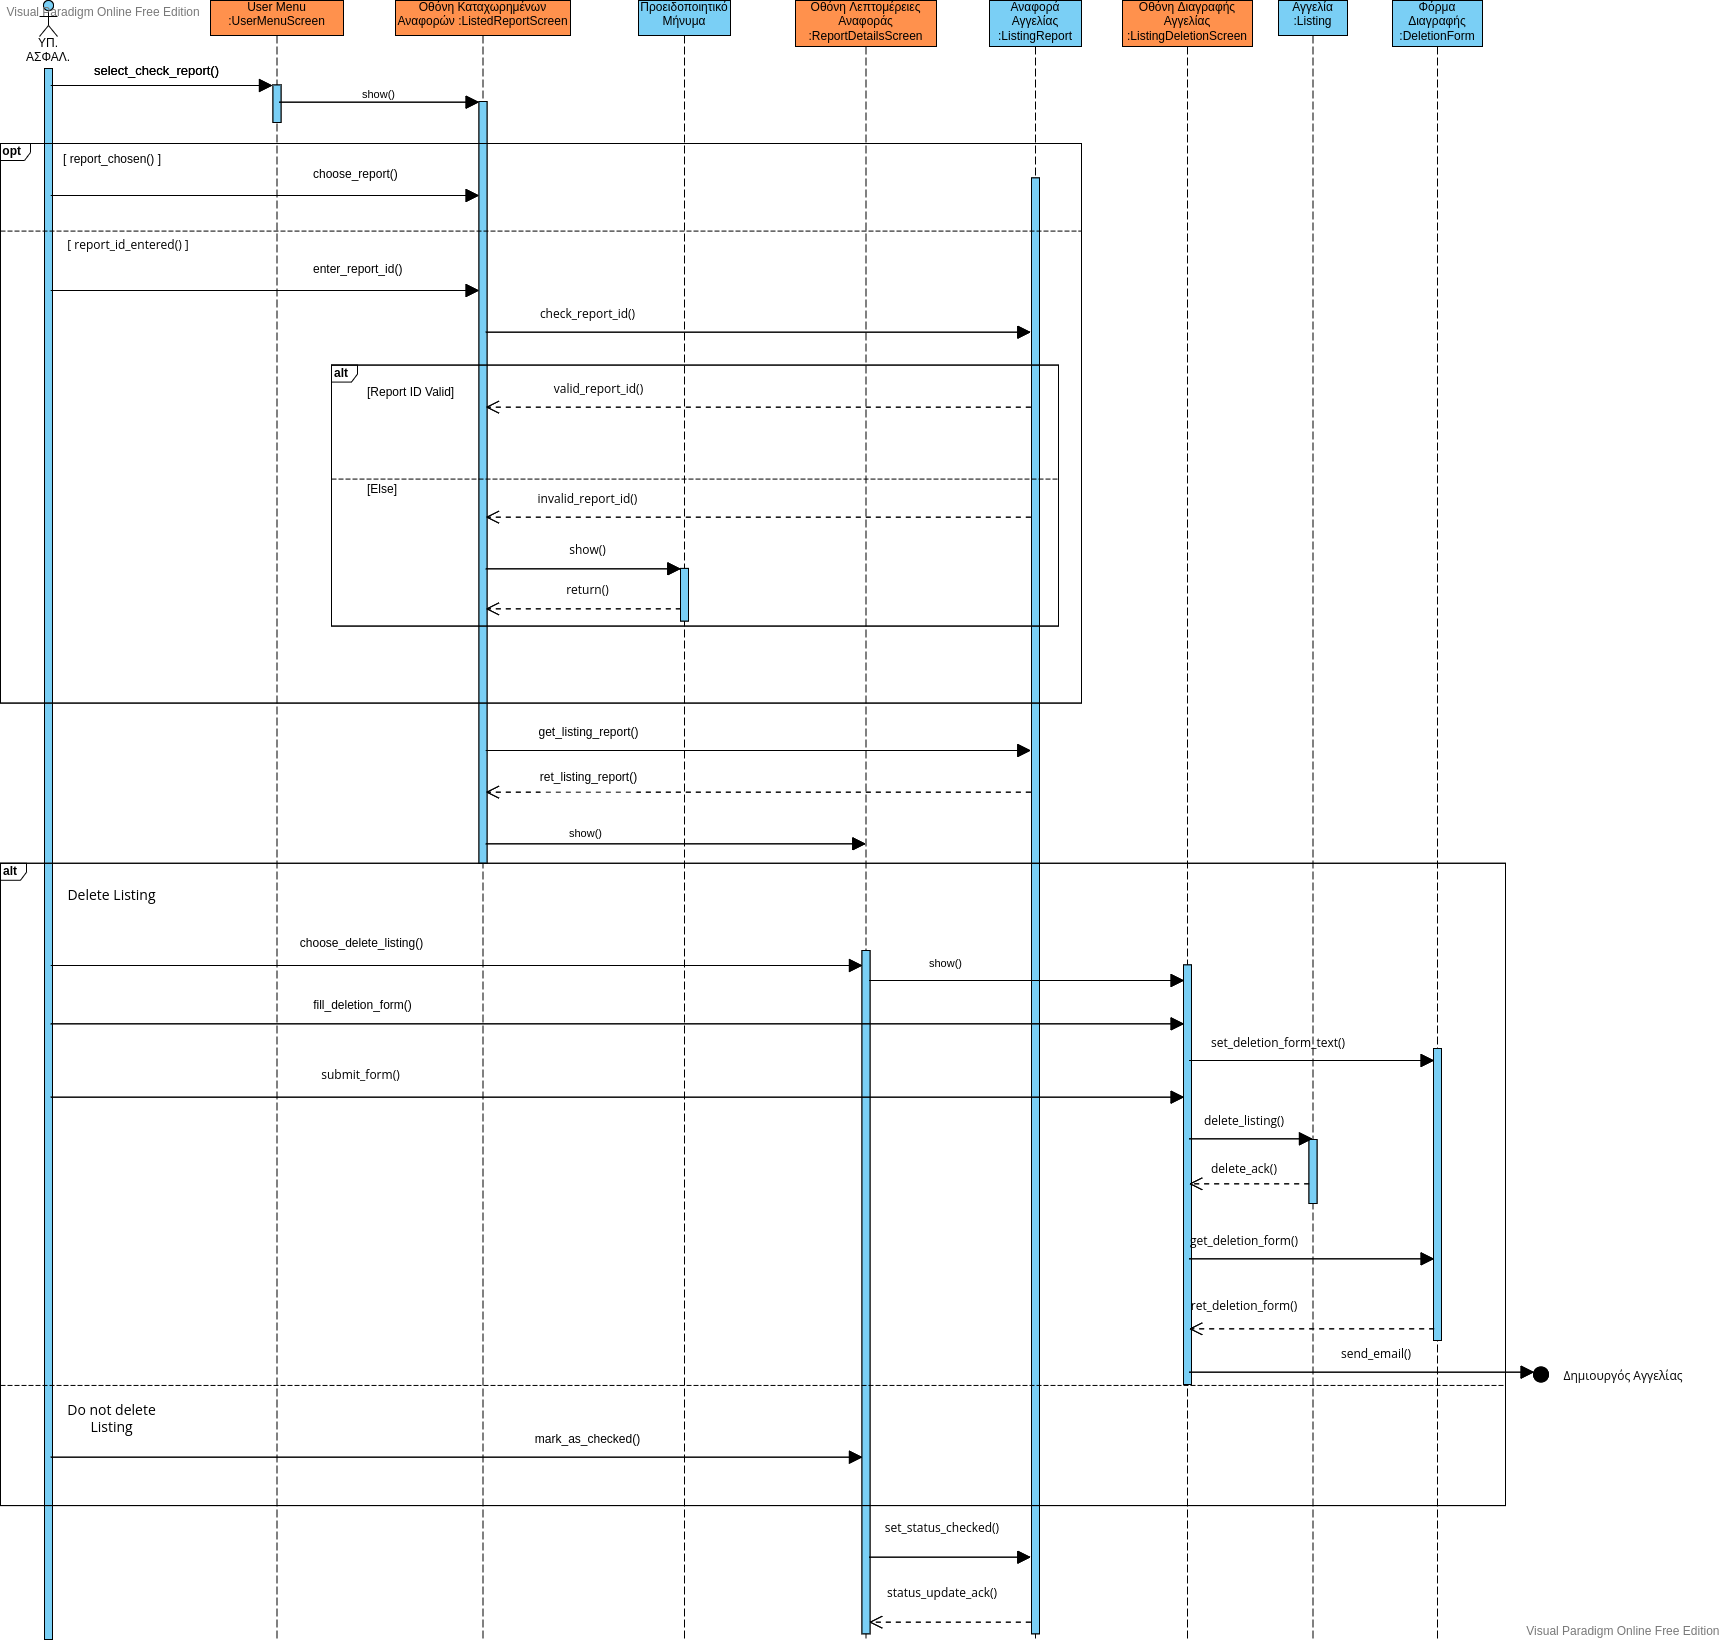 Visual Paradigm Online Free Edition
ΥΠ.
ΑΣΦΑΛ.
User Menu
:UserMenuScreen
Οθόνη Καταχωρημένων
Αναφορών :ListedReportScreen
Προειδοποιητικό
Μήνυμα
Οθόνη Λεπτομέρειες
Αναφοράς
:ReportDetailsScreen
Αναφορά
Αγγελίας
:ListingReport
Οθόνη Διαγραφής
Αγγελίας
:ListingDeletionScreen
Αγγελία
:Listing
Φόρμα
Διαγραφής
:DeletionForm
select_check_report()
show()
opt
[ report_chosen() ]
choose_report()
[ report_id_entered() ]
enter_report_id()
check_report_id()
alt
[Report ID Valid]
valid_report_id()
[Else]
invalid_report_id()
show()
return()
get_listing_report()
ret_listing_report()
show()
alt
Delete Listing
choose_delete_listing()
show()
fill_deletion_form()
set_deletion_form_text()
submit_form()
delete_listing()
delete_ack()
get_deletion_form()
ret_deletion_form()
send_email()
Δημιουργός Αγγελίας
Do not delete
Listing
mark_as_checked()
set_status_checked()
status_update_ack()
Visual Paradigm Online Free Edition